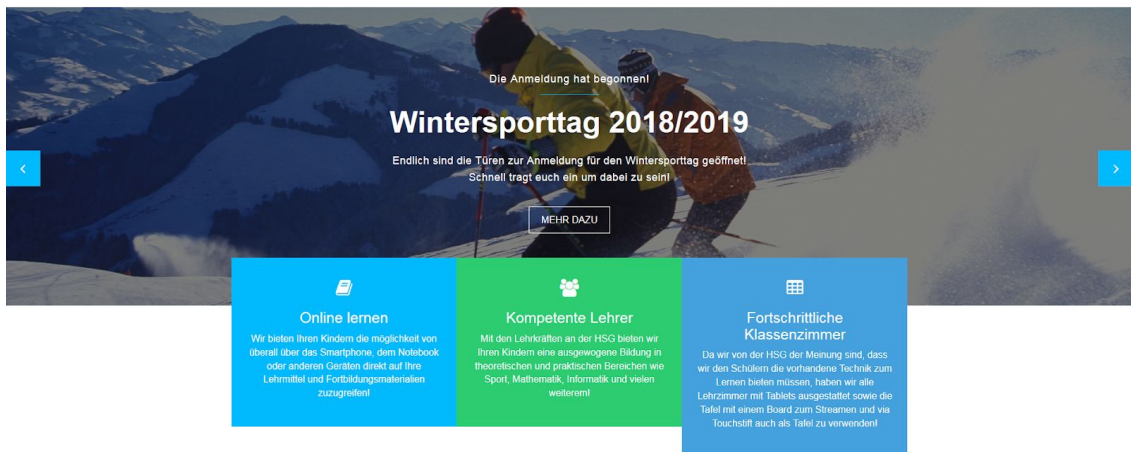 Die Anmeldung hat begonnen!
Wintersporttag 2018/2019
Endlich sind die Türen zur Anmeldung für den Wintersporttag geöffnet!
Schnell tragt euch ein um dabei zu sein!
MEHR DAZU
Online lernen
Wir bieten Ihren Kindern die möglichkeit von
überall über das Smartphone, dem Notebook
oder anderen Geräten direkt auf Ihre
Lehrmittel und Fortbildungsmaterialien
zuzugreifen!
Kompetente Lehrer
Mit den Lehrkräften an der HSG bieten wir
Ihren Kindern eine ausgewogene Bildung in
theoretischen und praktischen Bereichen wie
Sport, Mathematik, Informatik und vielen
weiterem!
Fortschrittliche
Klassenzimmer
Da wir von der HSG der Meinung sind, dass
wir den Schülern die vorhandene Technik zum
Lernen bieten müssen, haben wir alle
Lehrzimmer mit Tablets ausgestattet sowie die
Tafel mit einem Board zum Streamen und via
Touchstift auch als Tafel zu verwenden!